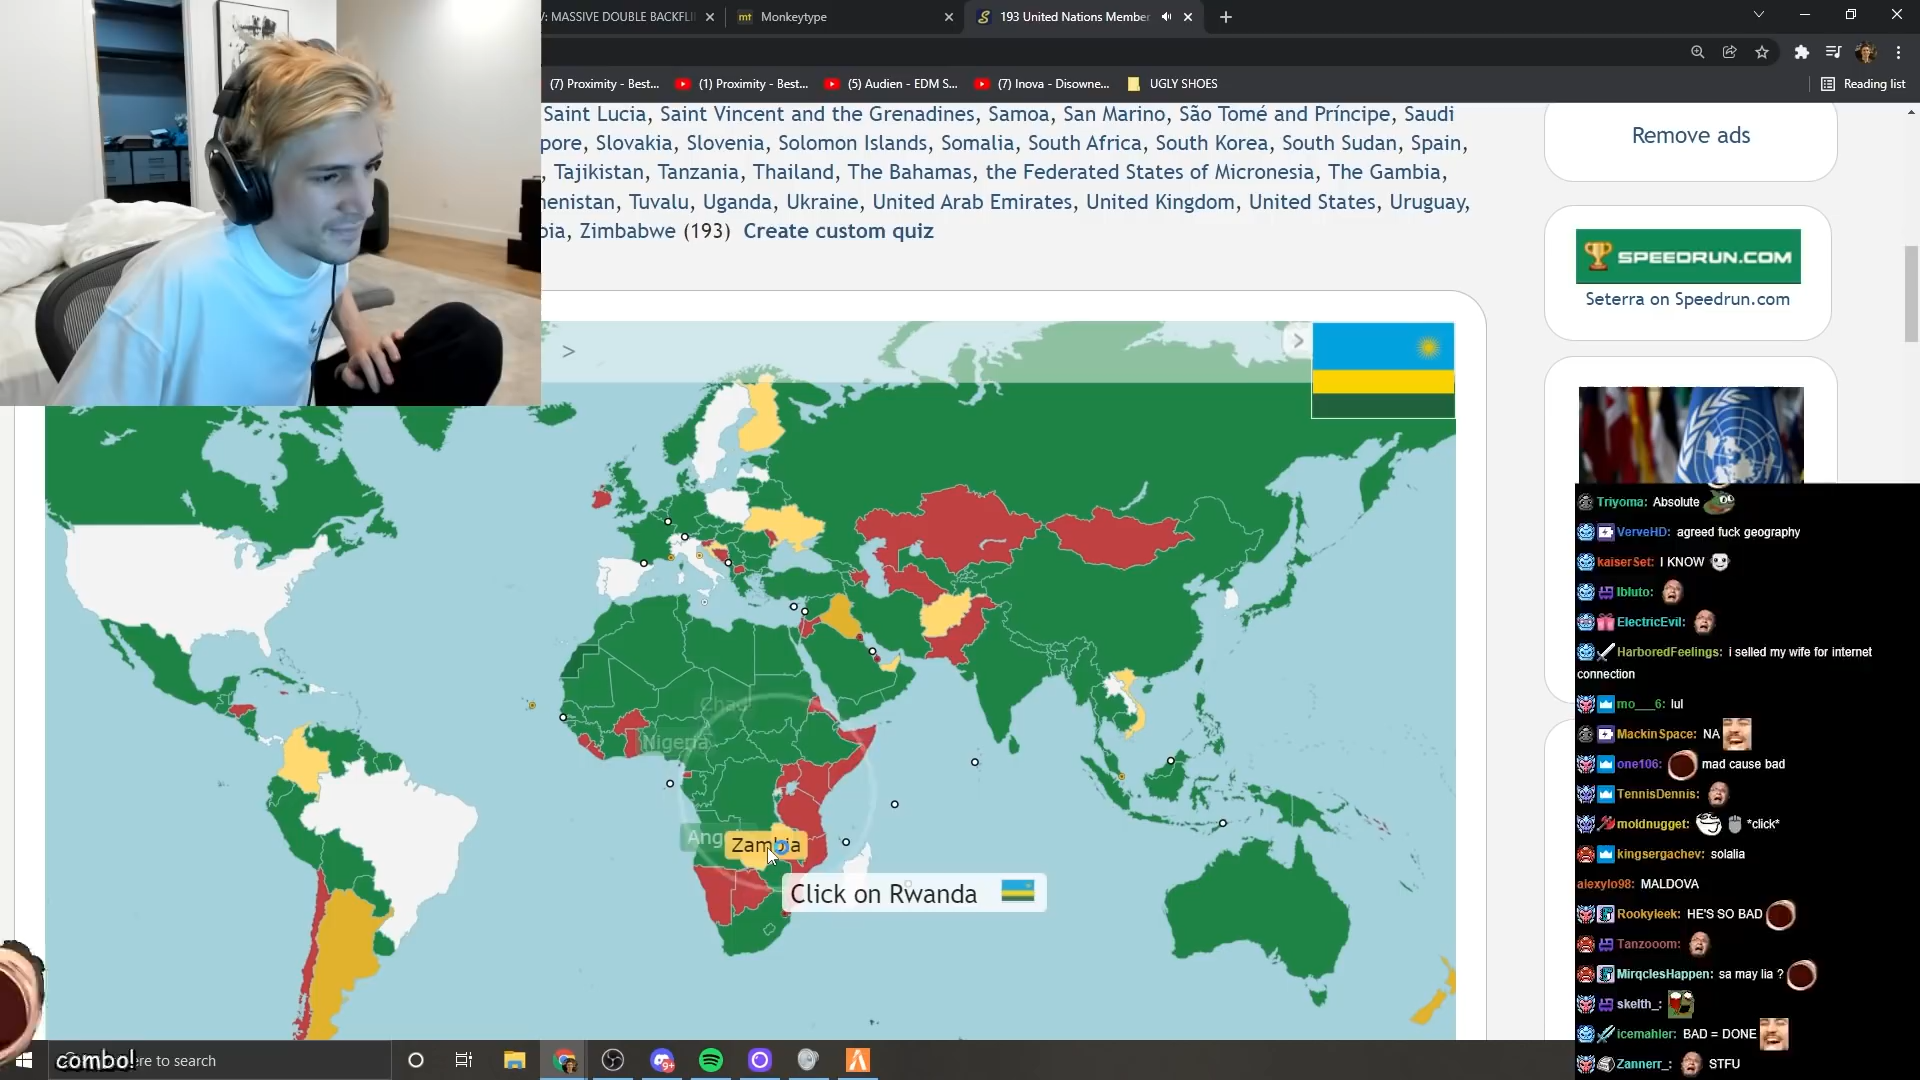 V: MASSIVE DOUBLE BACKFLI
mt Monkeytype
193 United Nations Member
(7) Proximity - Best...
(1) Proximity - Best...
(5) Audien - EDM S...
(7) Inova - Disowne...
UGLY SHOES
Reading list
Saint Lucia, Saint Vincent and the Grenadines, Samoa, San Marino, São Tomé and Príncipe, Saudi
pore, Slovakia, Slovenia, Solomon Islands, Somalia, South Africa, South Korea, South Sudan, Spain,
, Tajikistan, Tanzania, Thailand, The Bahamas, the Federated States of Micronesia, The Gambia,
menistan, Tuvalu, Uganda, Ukraine, United Arab Emirates, United Kingdom, United States, Uruguay,
bia, Zimbabwe (193) Create custom quiz
Remove ads
SPEEDRUN.COM
Seterra on Speedrun.com
>
Chad
Nigeria
Ang
Zambia
Click on Rwanda
Triyoma: Absolute
VerveHD: agreed fuck geography
kaiserSet: I KNOW
lbluto:
ElectricEvil:
HarboredFeelings: i selled my wife for internet
connection
mo___6: lul
MackinSpace: NA
one106: mad cause bad
TennisDennis:
moldnugget: *click*
kingsergachev: solalia
alexylo98: MALDOVA
Rookyleek: HE'S SO BAD
Tanzooom:
MirqclesHappen: sa may lia ?
skelth_:
icemahler: BAD = DONE
Zannerr_: STFU
combo!
ere to search
9+